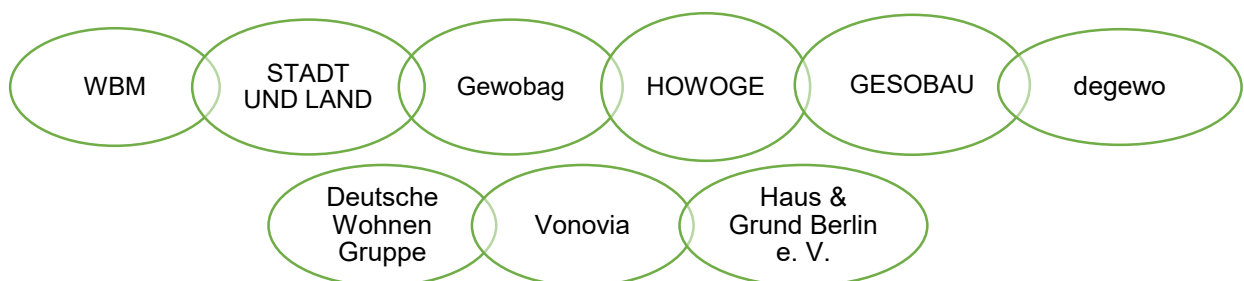 WBM
STADT
UND LAND
Gewobag
HOWOGE
GESOBAU
degewo
Deutsche
Wohnen
Gruppe
Vonovia
Haus &
Grund Berlin
e. V.